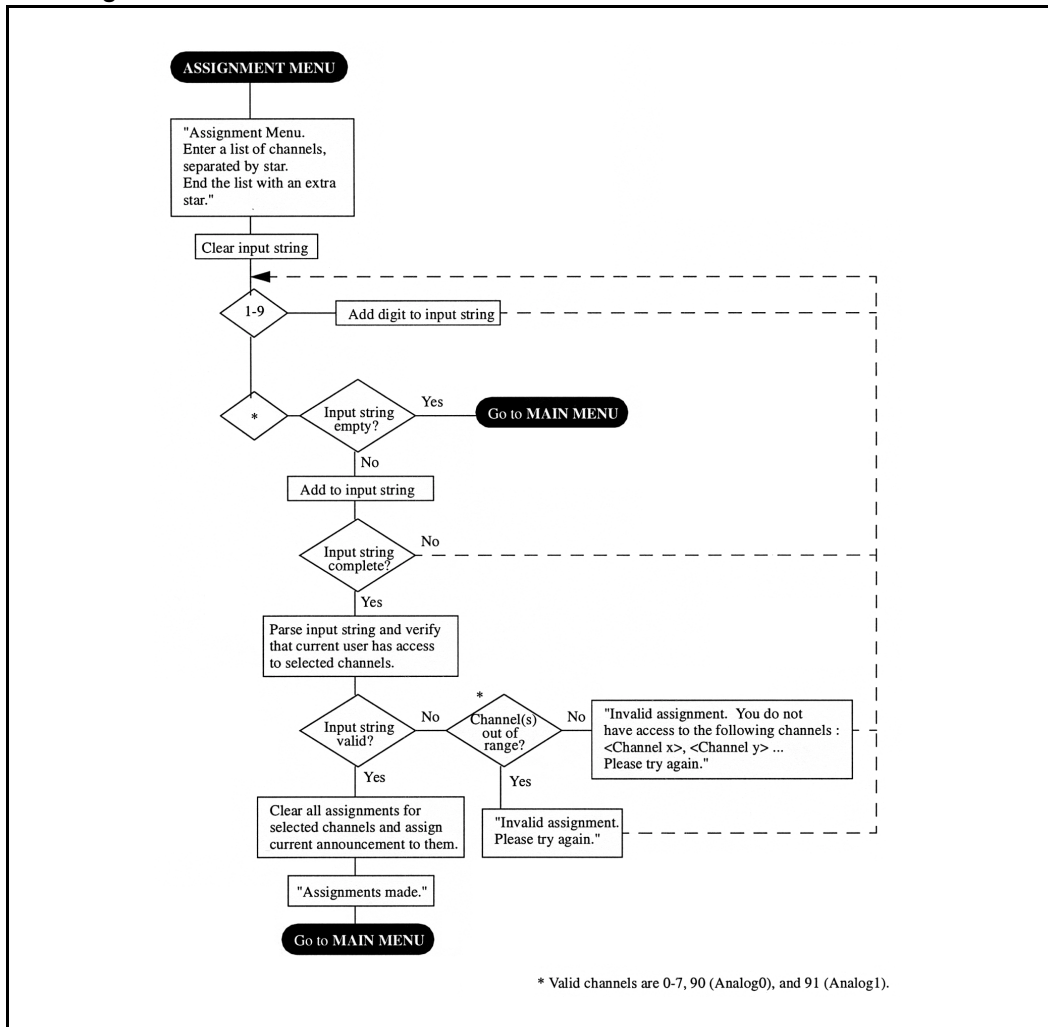 ASSIGNMENT MENU
"Assignment Menu.
Enter a list of channels,
separated by star.
End the list with an extra
star."
Clear input string
1-9
Add digit to input string
*
Input string
empty?
Yes
Go to MAIN MENU
No
Add to input string
Input string
complete?
No
Yes
Parse input string and verify
that current user has access
to selected channels.
Input string
valid?
No
*
Channel(s)
out of
range?
No
"Invalid assignment. You do not
have access to the following channels :
<Channel x>, <Channel y> ...
Please try again."
Yes
Yes
Clear all assignments for
selected channels and assign
current announcement to them.
"Invalid assignment.
Please try again."
"Assignments made."
Go to MAIN MENU
* Valid channels are 0-7, 90 (Analog0), and 91 (Analog1).